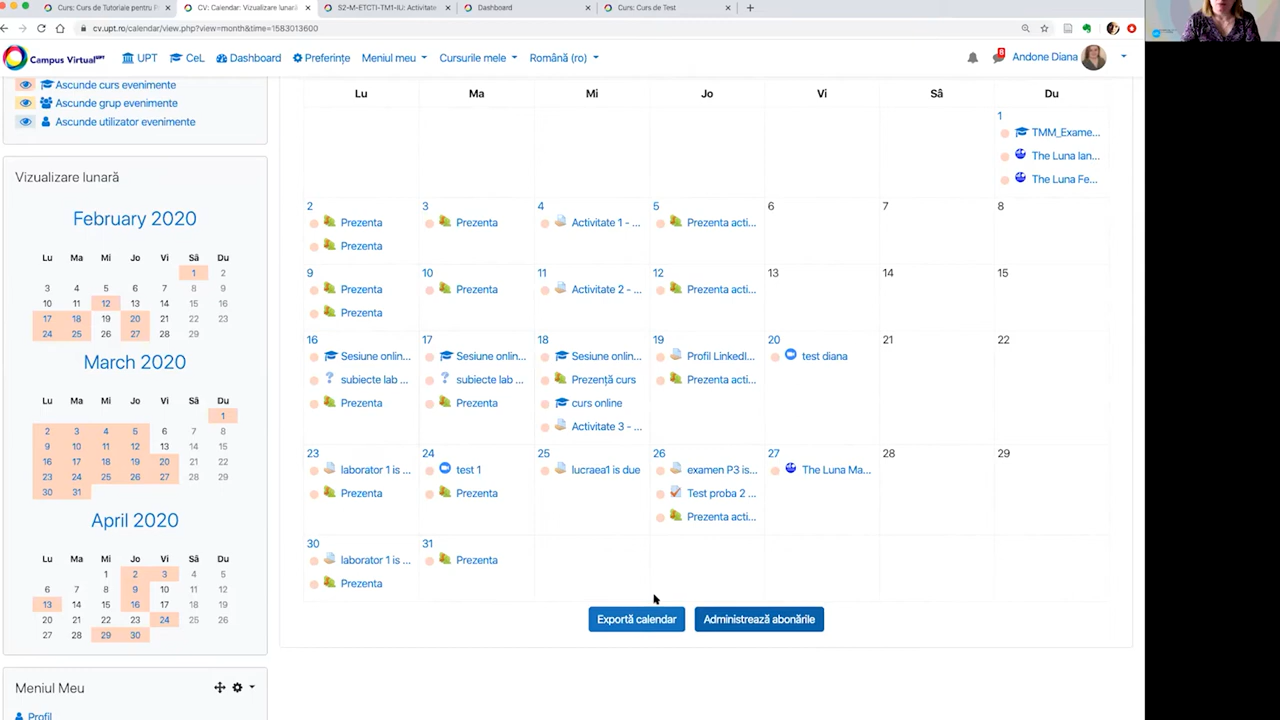 Curs: Curs de Tutoriale pentru P
CV: Calendar: Vizualizare lunară
S2-M-ETCTI-TM1-IU: Activitate
Dashboard
Curs: Curs de Test
cv.upt.ro/calendar/view.php?view=month&time=1583013600
Campus Virtual UPT
UPT
CeL
Dashboard
Preferințe
Meniul meu
Cursurile mele
Română (ro)
8
Andone Diana
Ascunde curs evenimente
Ascunde grup evenimente
Ascunde utilizator evenimente
Vizualizare lunară
February 2020
Lu Ma Mi Jo Vi Sâ Du
1 2
3 4 5 6 7 8 9
10 11 12 13 14 15 16
17 18 19 20 21 22 23
24 25 26 27 28 29
March 2020
Lu Ma Mi Jo Vi Sâ Du
1
2 3 4 5 6 7 8
9 10 11 12 13 14 15
16 17 18 19 20 21 22
23 24 25 26 27 28 29
30 31
April 2020
Lu Ma Mi Jo Vi Sâ Du
1 2 3 4 5
6 7 8 9 10 11 12
13 14 15 16 17 18 19
20 21 22 23 24 25 26
27 28 29 30
Meniul Meu
Profil
Lu Ma Mi Jo Vi Sâ Du
1
TMM_Exame...
The Luna lan...
The Luna Fe...
2 3 4 5 6 7 8
Prezenta Prezenta Activitate 1 - ... Prezenta acti...
Prezenta
9 10 11 12 13 14 15
Prezenta Prezenta Activitate 2 - ... Prezenta acti...
Prezenta
16 17 18 19 20 21 22
Sesiune onlin... Sesiune onlin... Sesiune onlin... Profil LinkedI... test diana
subiecte lab ... subiecte lab ... Prezență curs Prezenta acti...
Prezenta Prezenta curs online
Activitate 3 - ...
23 24 25 26 27 28 29
laborator 1 is ... test 1 lucraea1 is due examen P3 is... The Luna Ma...
Prezenta Prezenta Test proba 2 ...
Prezenta acti...
30 31
laborator 1 is ... Prezenta
Prezenta
Exportă calendar
Administrează abonările